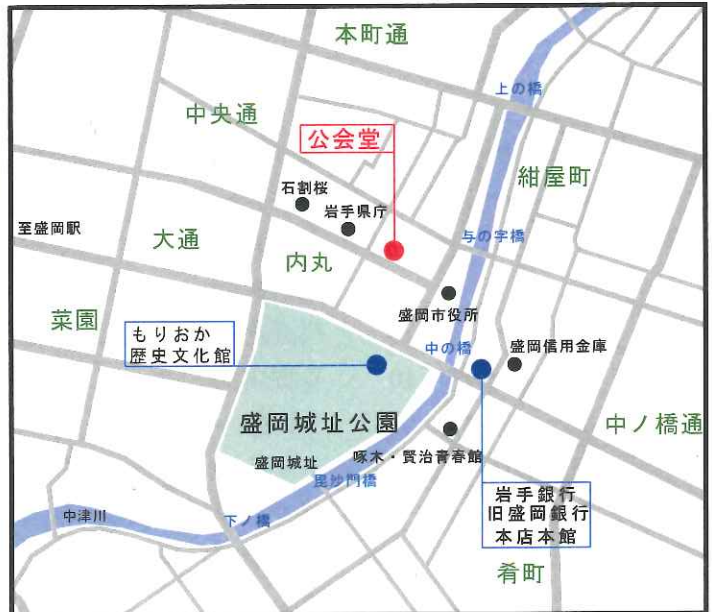 本町通
上の橋
中央通
公会堂
紺屋町
石割桜
岩手県庁
至盛岡駅
大通
与の字橋
内丸
菜園
盛岡市役所
もりおか
歴史文化館
中の橋
盛岡信用金庫
盛岡城址公園
中ノ橋通
盛岡城址
啄木・賢治青春館
毘沙門橋
岩手銀行
旧盛岡銀行
本店本館
中津川
下ノ橋
肴町